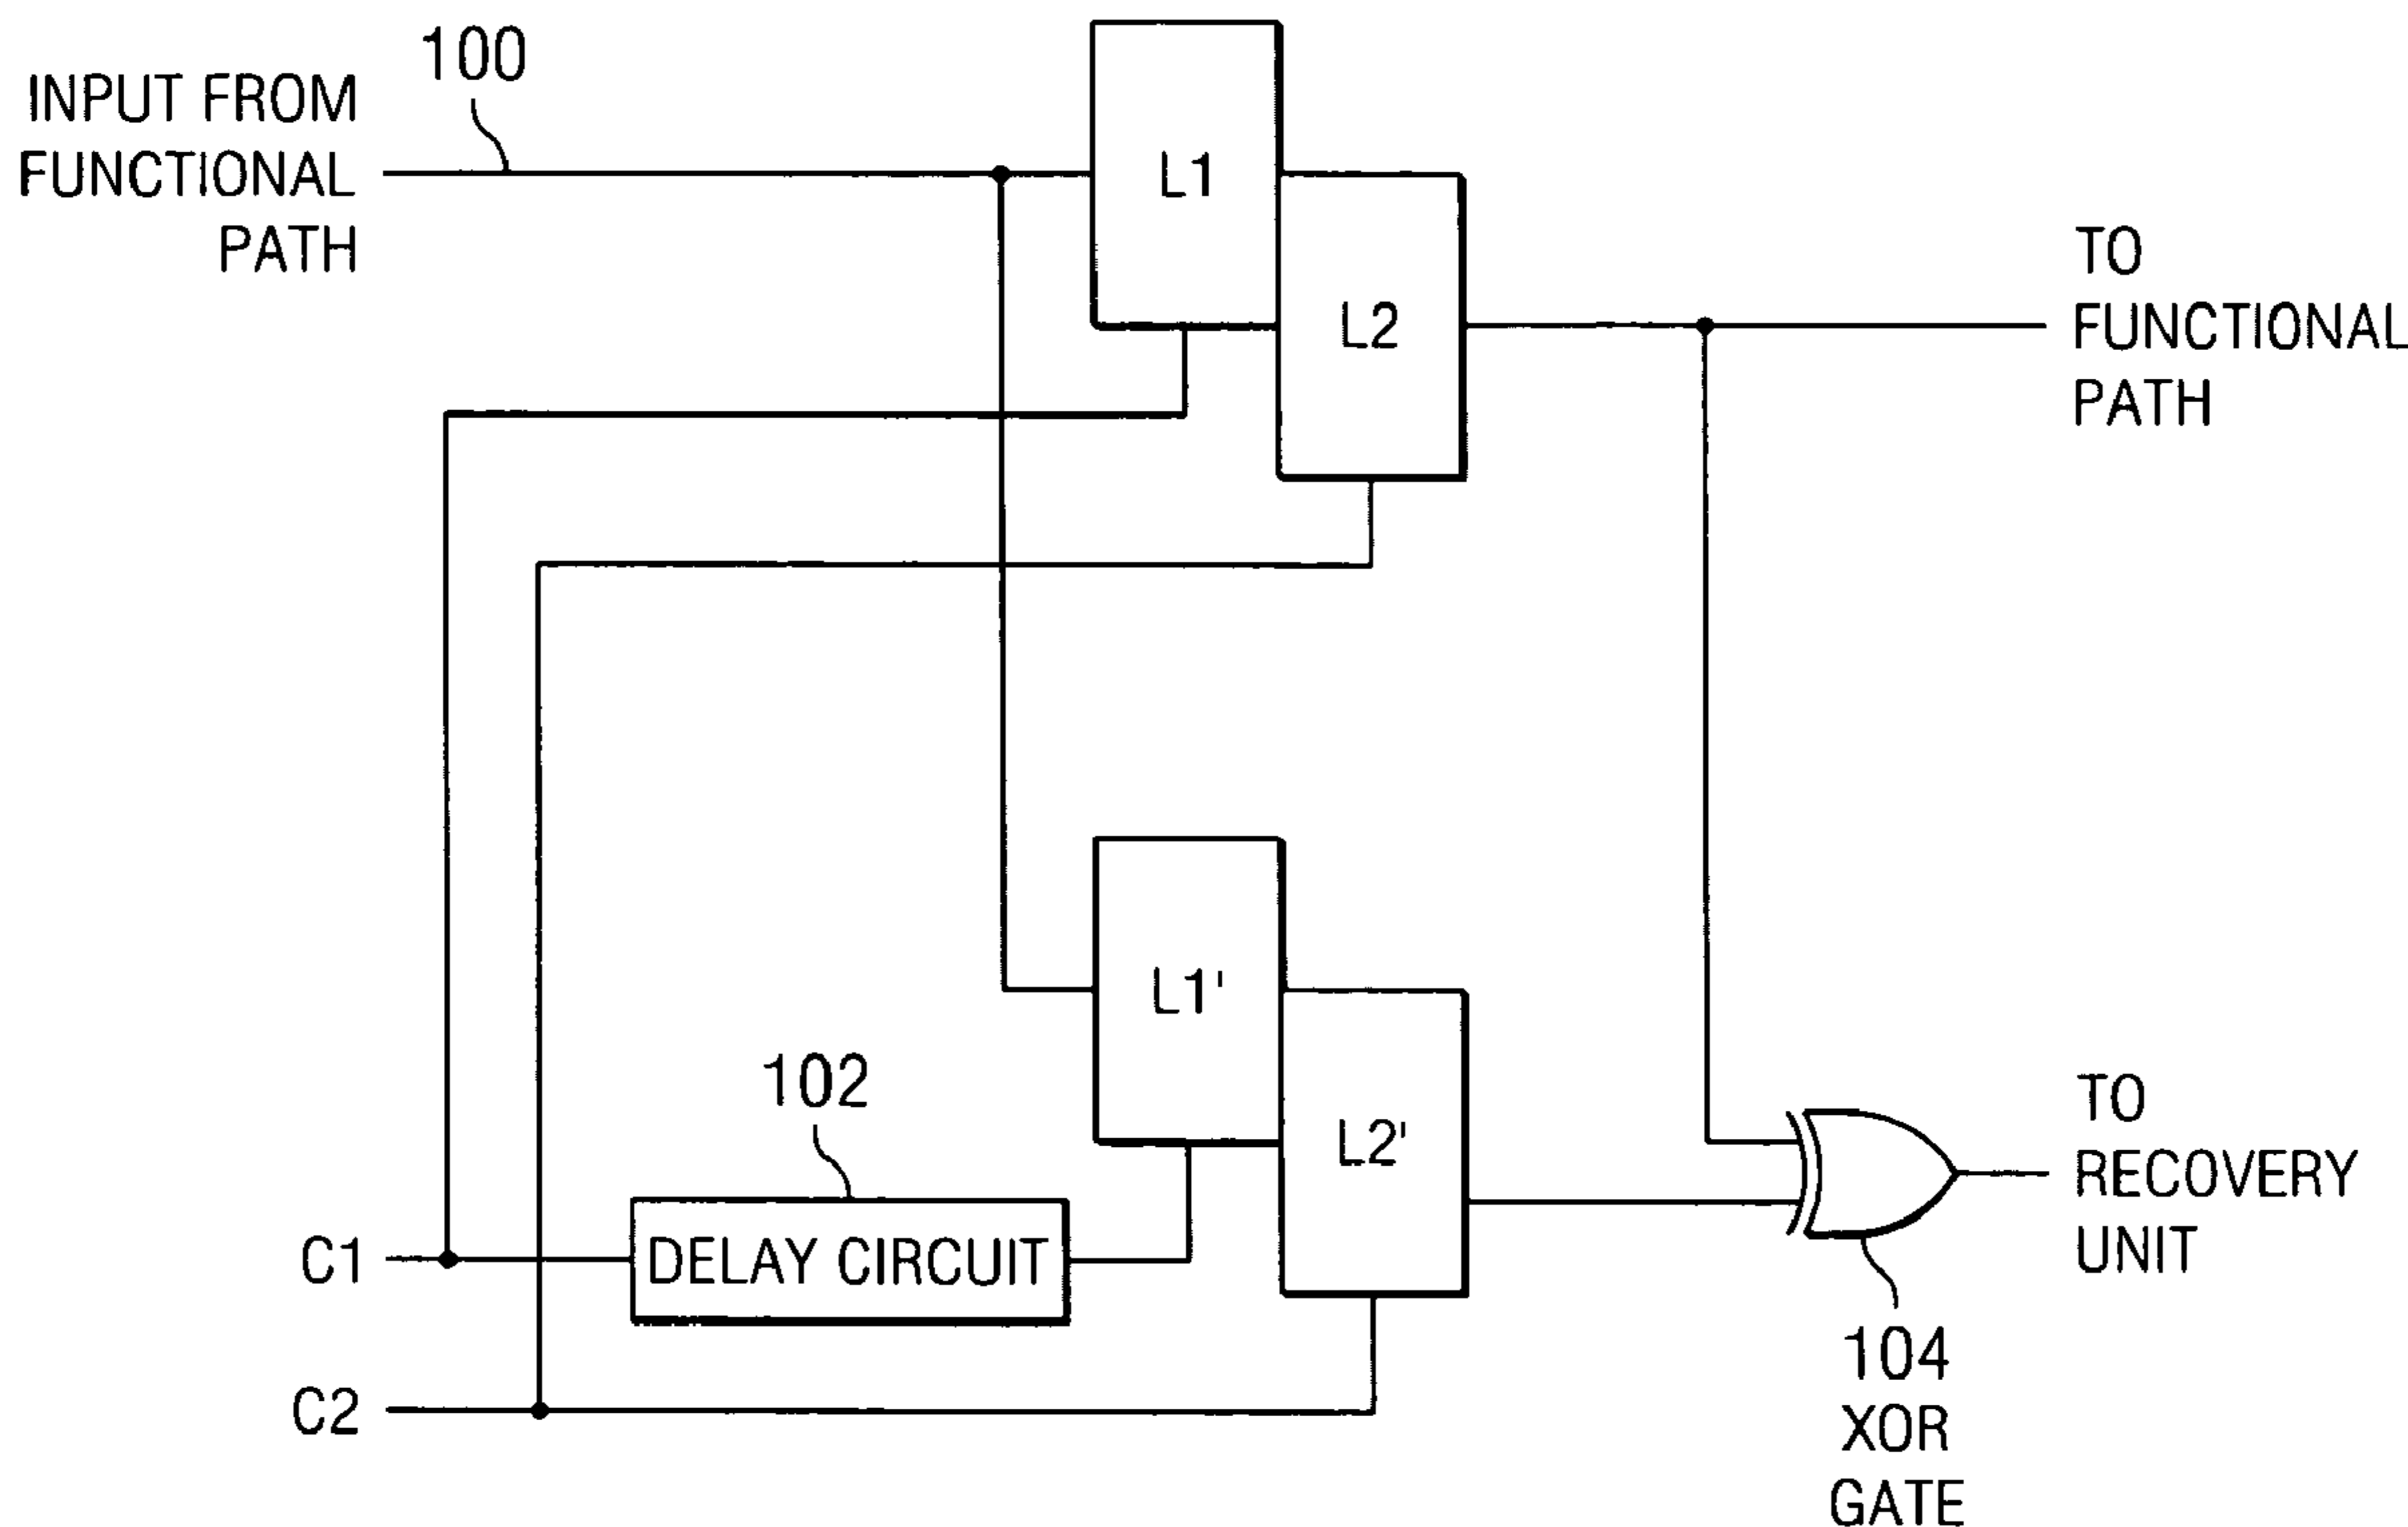 100
INPUT FROM
FUNCTIONAL
PATH
L1
L2
TO
FUNCTIONAL
PATH
L1'
L2'
102
DELAY CIRCUIT
C1
C2
TO
RECOVERY
UNIT
104
XOR
GATE